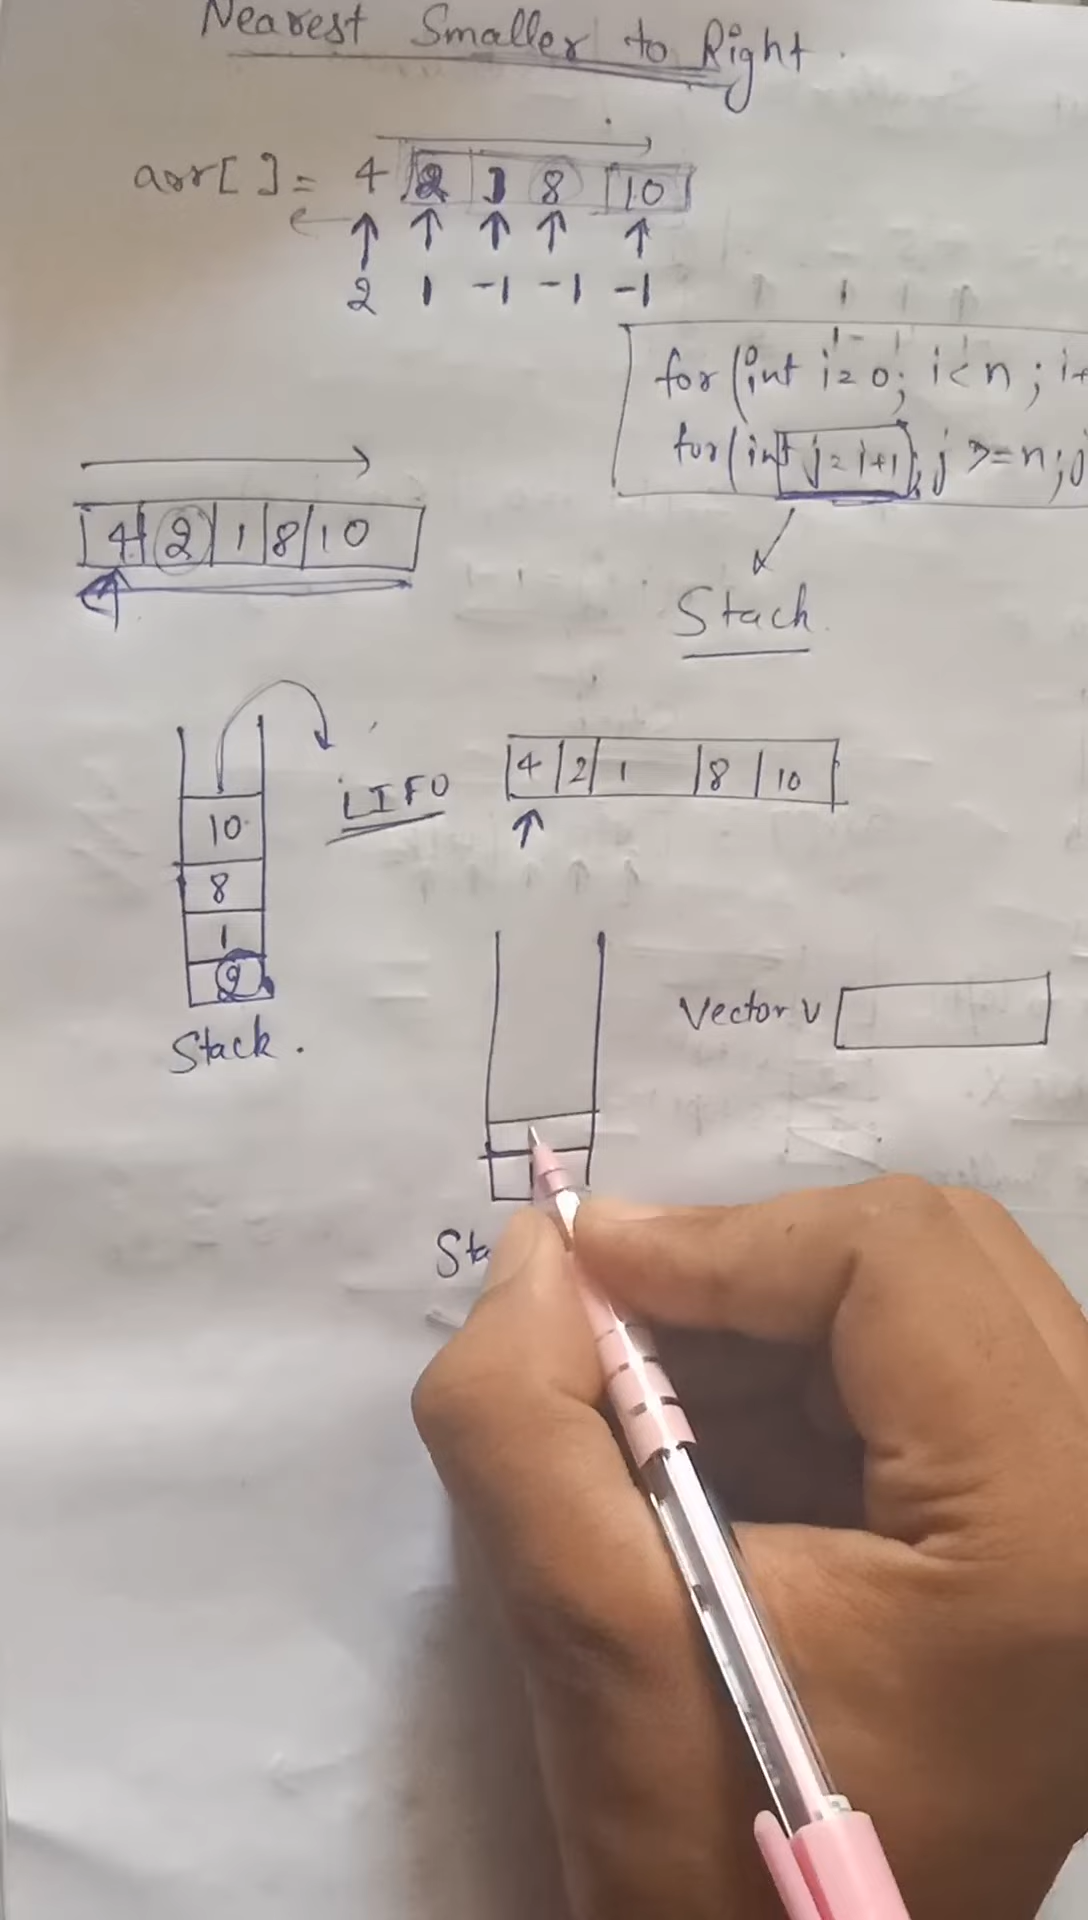 Nearest Smaller to Right.
arr[ ] = 4 2 1 8 10
2 1 -1 -1 -1
for (int i=0; i<n; i+
for (int j=i+1); j >=n; j
4 2 1 8 10
Stack.
4 2 1 8 10
LIFO
10
8
1
2
Vector v
Stack.
Sta